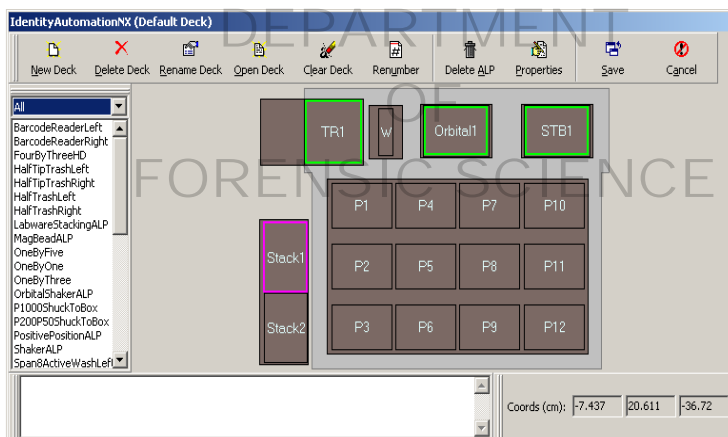 IdentityAutomationNX (Default Deck)
DEPARTMENT
New Deck Delete Deck Rename Deck Open Deck Clear Deck Renumber Delete ALP Properties Save Cancel
OF
All
BarcodeReaderLeft
BarcodeReaderRight
FourByThreeHD
HalfTipTrashLeft
HalfTipTrashRight
HalfTrashLeft
HalfTrashRight
LabwareStackingALP
MagBeadALP
OneByFive
OneByOne
OneByThree
OrbitalShakerALP
P1000ShuckToBox
P200P50ShuckToBox
PositivePositionALP
ShakerALP
Span8ActiveWashLeft
TR1 W Orbital1 STB1
FORENSIC SCIENCE
P1 P4 P7 P10
Stack1
P2 P5 P8 P11
Stack2
P3 P6 P9 P12
Coords (cm): -7.437 20.611 -36.72